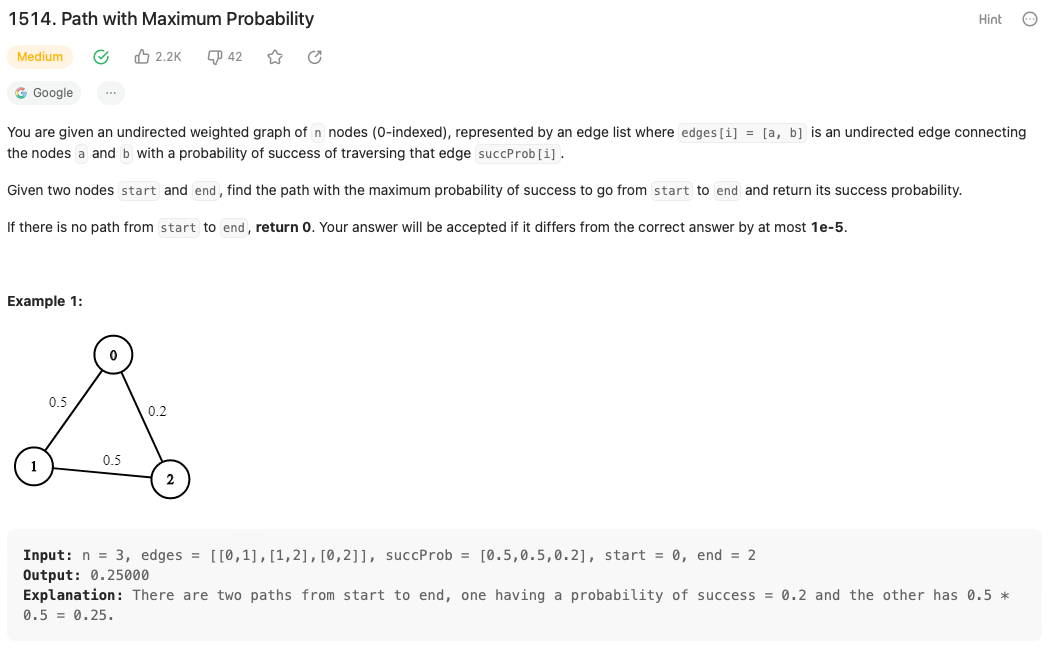 1514. Path with Maximum Probability
Hint
Medium
2.2K
42
Google
You are given an undirected weighted graph of n nodes (0-indexed), represented by an edge list where edges[i] = [a, b] is an undirected edge connecting
the nodes a and b with a probability of success of traversing that edge succProb[i].
Given two nodes start and end, find the path with the maximum probability of success to go from start to end and return its success probability.
If there is no path from start to end, return 0. Your answer will be accepted if it differs from the correct answer by at most 1e-5.
Example 1:
0
0.5
0.2
0.5
1
2
Input: n = 3, edges = [[0,1],[1,2],[0,2]], succProb = [0.5,0.5,0.2], start = 0, end = 2
Output: 0.25000
Explanation: There are two paths from start to end, one having a probability of success = 0.2 and the other has 0.5 *
0.5 = 0.25.